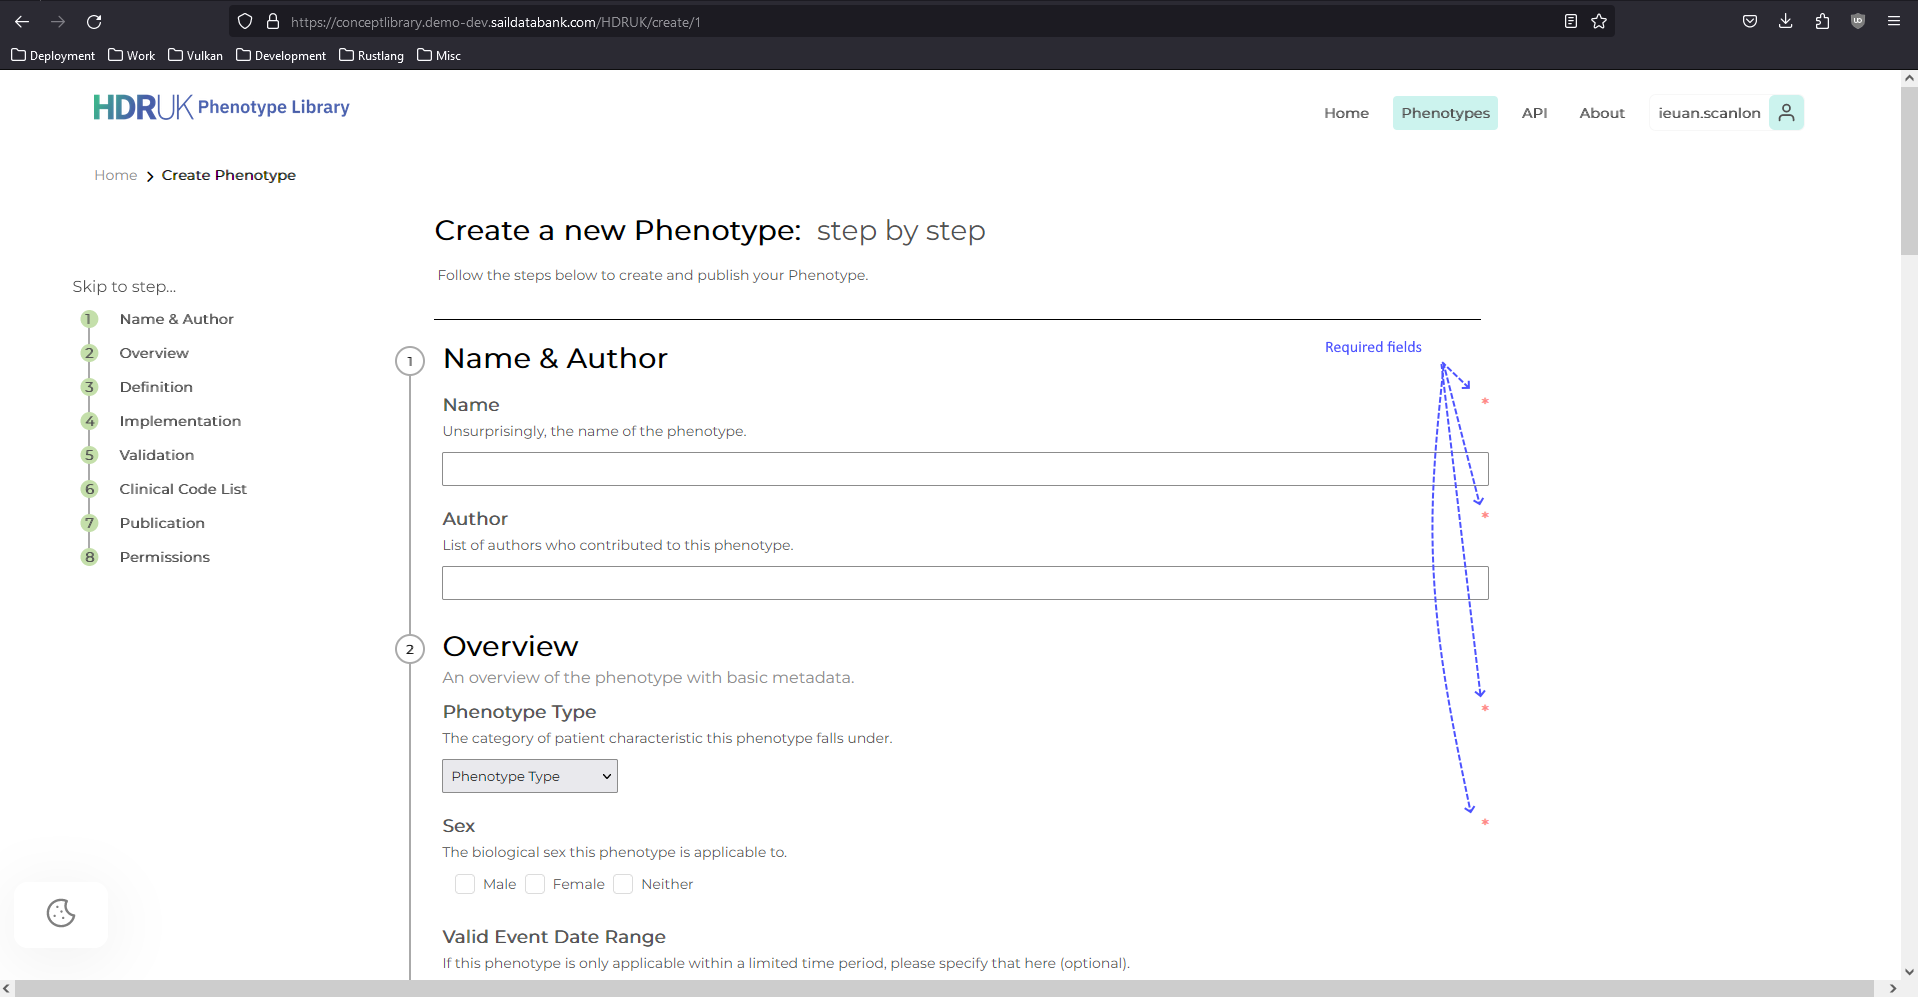 https://conceptlibrary.demo-dev.saildatabank.com/HDRUK/create/1
Deployment Work Vulkan Development Rustlang Misc
HDRUK Phenotype Library
Home Phenotypes API About ieuan.scanlon
Home Create Phenotype
Create a new Phenotype: step by step
Follow the steps below to create and publish your Phenotype.
Skip to step...
1 Name & Author
2 Overview
3 Definition
4 Implementation
5 Validation
6 Clinical Code List
7 Publication
8 Permissions
Required fields
1 Name & Author
Name *
Unsurprisingly, the name of the phenotype.
Author *
List of authors who contributed to this phenotype.
2 Overview
An overview of the phenotype with basic metadata.
Phenotype Type *
The category of patient characteristic this phenotype falls under.
Phenotype Type
Sex *
The biological sex this phenotype is applicable to.
Male Female Neither
Valid Event Date Range
If this phenotype is only applicable within a limited time period, please specify that here (optional).